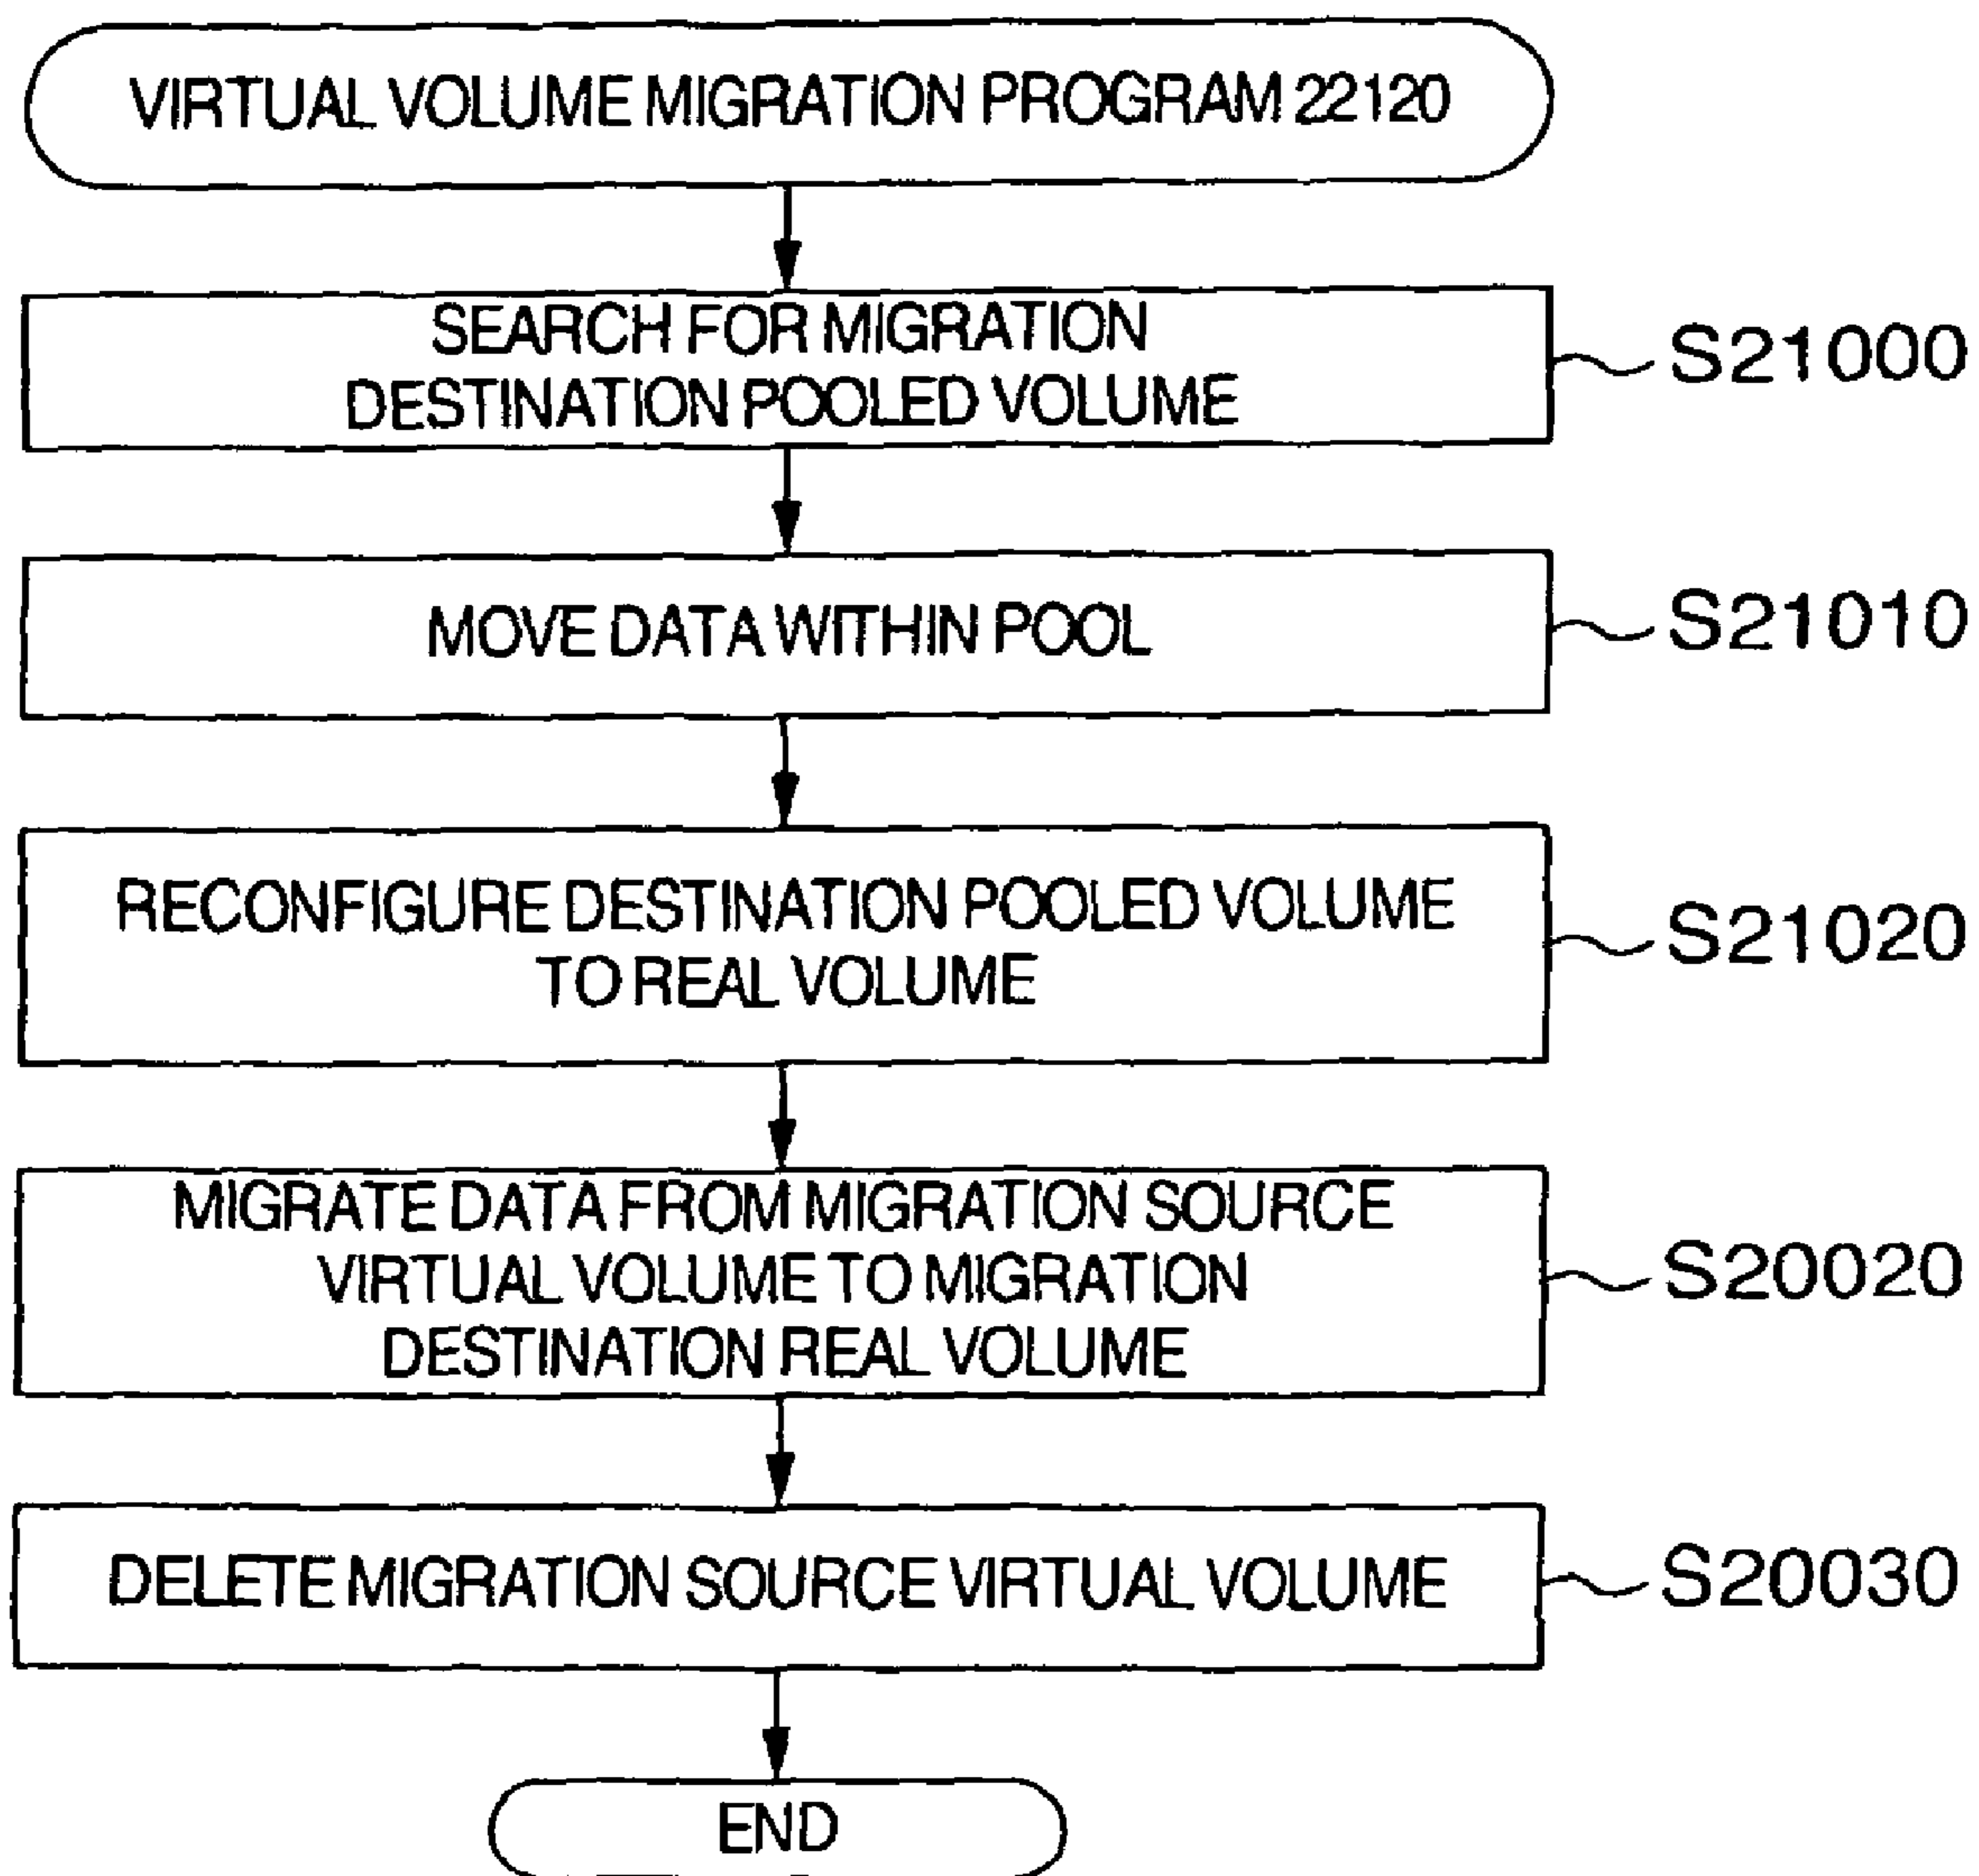 VIRTUAL VOLUME MIGRATION PROGRAM 22120
SEARCH FOR MIGRATION
DESTINATION POOLED VOLUME
S21000
MOVE DATA WITHIN POOL
S21010
RECONFIGURE DESTINATION POOLED VOLUME
TO REAL VOLUME
S21020
MIGRATE DATA FROM MIGRATION SOURCE
VIRTUAL VOLUME TO MIGRATION
DESTINATION REAL VOLUME
S20020
DELETE MIGRATION SOURCE VIRTUAL VOLUME
S20030
END